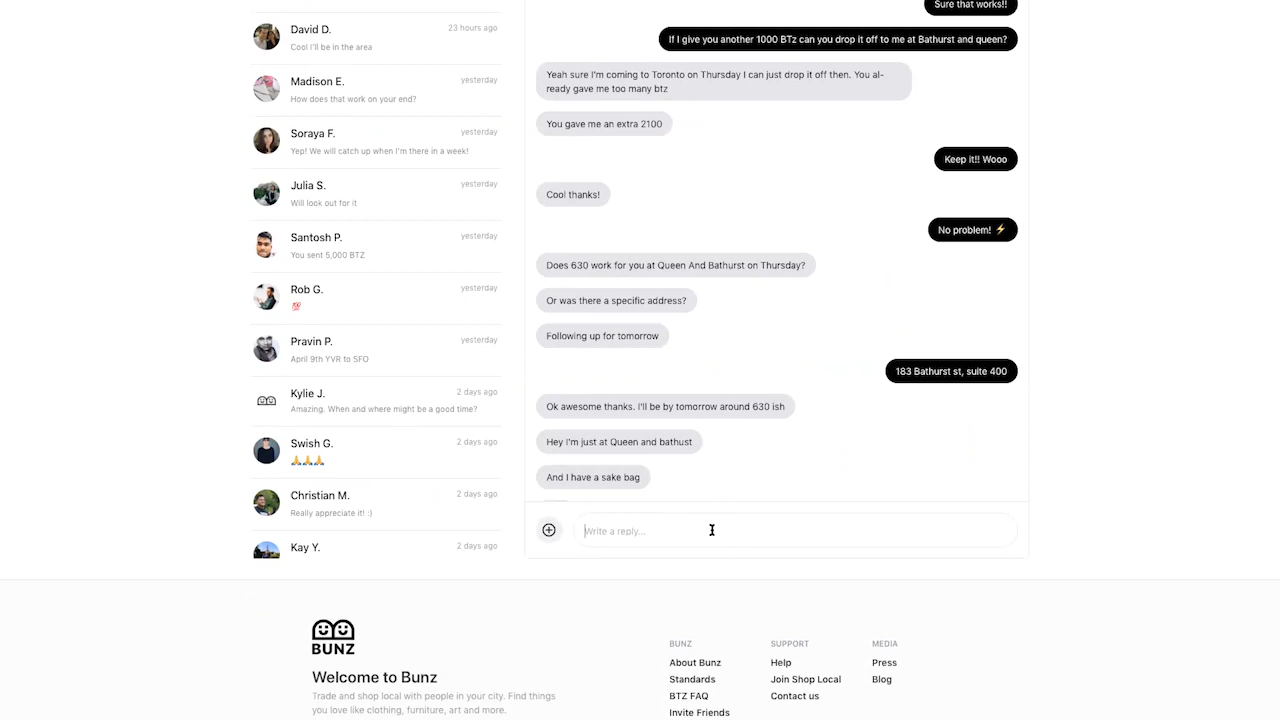 David D.
23 hours ago
Cool I'll be in the area
Madison E.
yesterday
How does that work on your end?
Soraya F.
yesterday
Yep! We will catch up when I'm there in a week!
Julia S.
yesterday
Will look out for it
Santosh P.
yesterday
You sent 5,000 BTZ
Rob G.
yesterday
💯
Pravin P.
yesterday
April 9th YVR to SFO
Kylie J.
2 days ago
Amazing. When and where might be a good time?
Swish G.
2 days ago
🙏🙏🙏
Christian M.
2 days ago
Really appreciate it! :)
Kay Y.
2 days ago
Sure that works!!
If I give you another 1000 BTz can you drop it off to me at Bathurst and queen?
Yeah sure I'm coming to Toronto on Thursday I can just drop it off then. You al-
ready gave me too many btz
You gave me an extra 2100
Keep it!! Wooo
Cool thanks!
No problem! ⚡
Does 630 work for you at Queen And Bathurst on Thursday?
Or was there a specific address?
Following up for tomorrow
183 Bathurst st, suite 400
Ok awesome thanks. I'll be by tomorrow around 630 ish
Hey I'm just at Queen and bathust
And I have a sake bag
Write a reply...
BUNZ
Welcome to Bunz
Trade and shop local with people in your city. Find things
you love like clothing, furniture, art and more.
BUNZ
About Bunz
Standards
BTZ FAQ
Invite Friends
SUPPORT
Help
Join Shop Local
Contact us
MEDIA
Press
Blog